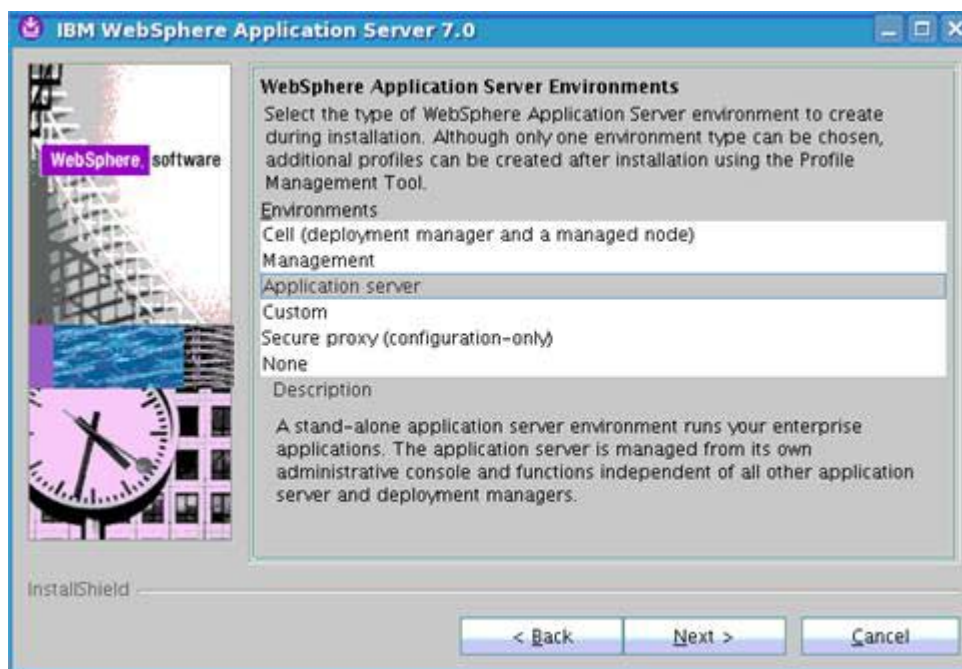 IBM WebSphere Application Server 7.0
WebSphere software
WebSphere Application Server Environments
Select the type of WebSphere Application Server environment to create
during installation. Although only one environment type can be chosen,
additional profiles can be created after installation using the Profile
Management Tool.
Environments
Cell (deployment manager and a managed node)
Management
Application server
Custom
Secure proxy (configuration-only)
None
Description
A stand-alone application server environment runs your enterprise
applications. The application server is managed from its own
administrative console and functions independent of all other application
server and deployment managers.
InstallShield
< Back
Next >
Cancel